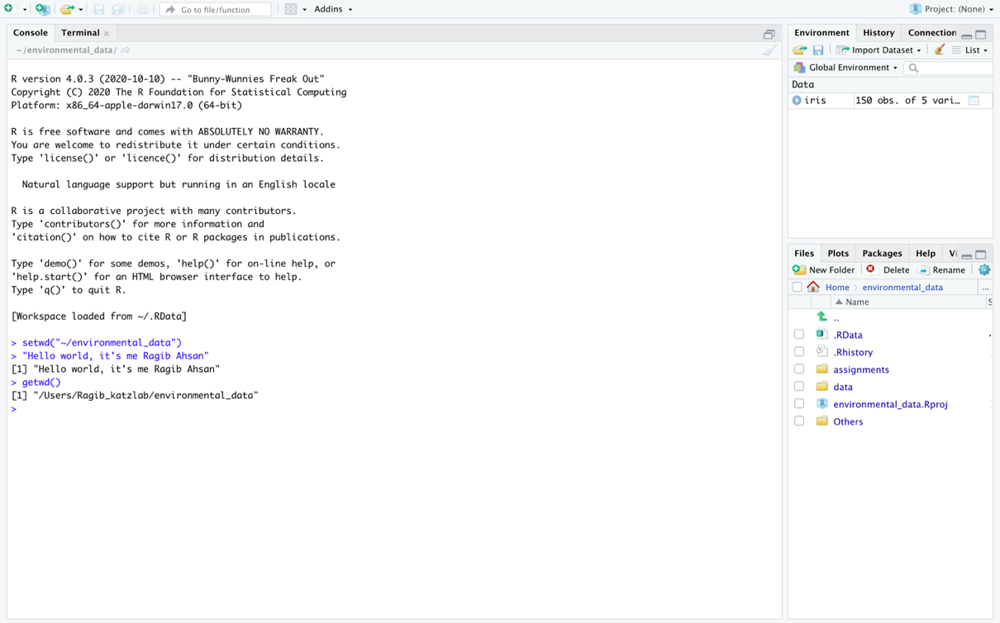 Go to file/function
Addins
Project: (None)
Console Terminal
~/environmental_data/
R version 4.0.3 (2020-10-10) -- "Bunny-Wunnies Freak Out"
Copyright (C) 2020 The R Foundation for Statistical Computing
Platform: x86_64-apple-darwin17.0 (64-bit)
R is free software and comes with ABSOLUTELY NO WARRANTY.
You are welcome to redistribute it under certain conditions.
Type 'license()' or 'licence()' for distribution details.
Natural language support but running in an English locale
R is a collaborative project with many contributors.
Type 'contributors()' for more information and
'citation()' on how to cite R or R packages in publications.
Type 'demo()' for some demos, 'help()' for on-line help, or
'help.start()' for an HTML browser interface to help.
Type 'q()' to quit R.
[Workspace loaded from ~/.RData]
> setwd("~/environmental_data")
> "Hello world, it's me Ragib Ahsan"
[1] "Hello world, it's me Ragib Ahsan"
> getwd()
[1] "/Users/Ragib_katzlab/environmental_data"
>
Environment History Connection
Import Dataset List
Global Environment
Data
iris 150 obs. of 5 vari…
Files Plots Packages Help Vi
New Folder Delete Rename
Home environmental_data ...
Name S
..
.RData
.Rhistory
assignments
data
environmental_data.Rproj
Others